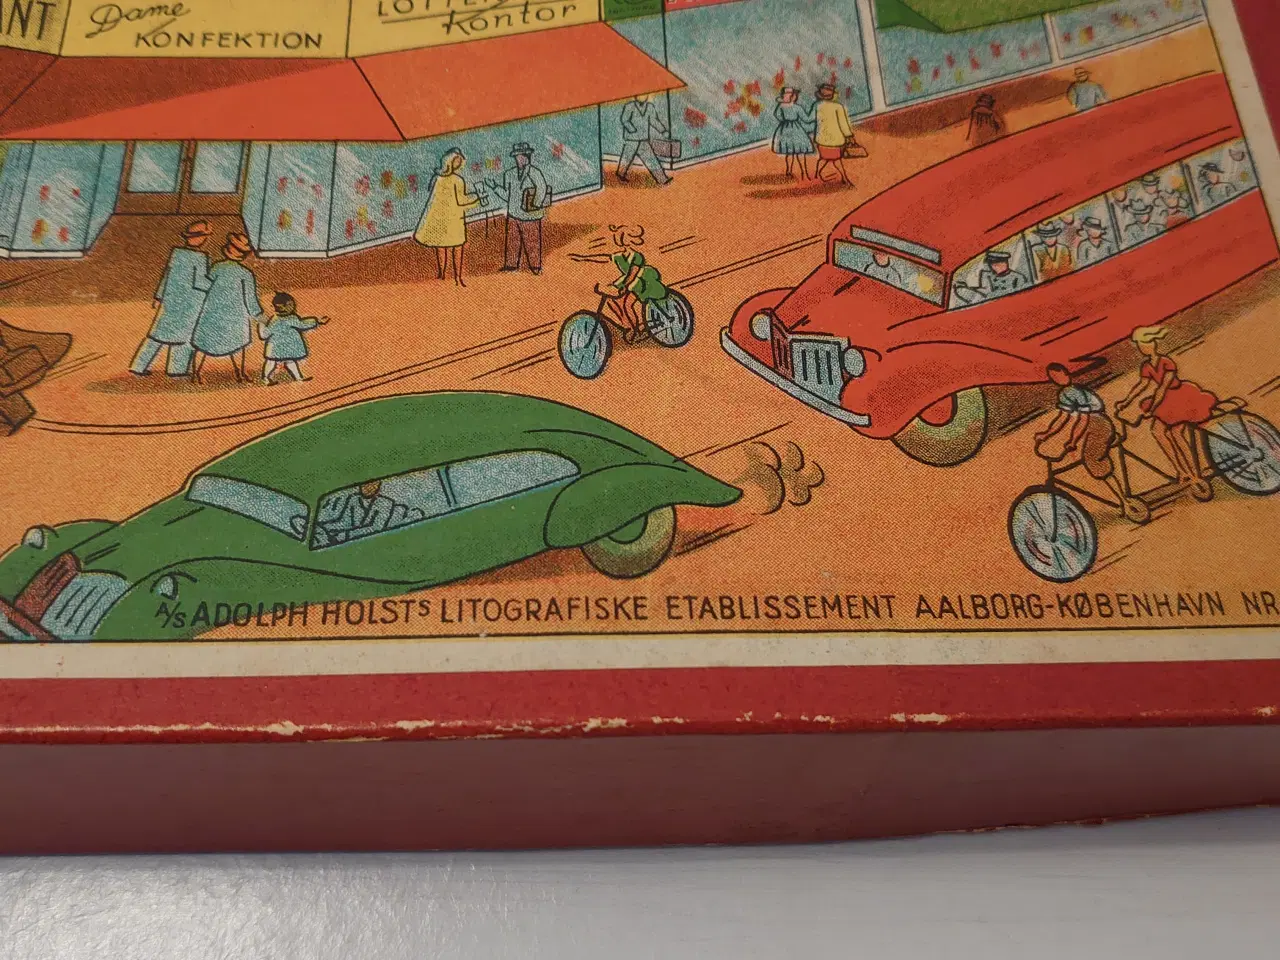 Dame
KONFEKTION
Kontor
A/S ADOLPH HOLSTS LITOGRAFISKE ETABLISSEMENT AALBORG-KØBENHAVN NR